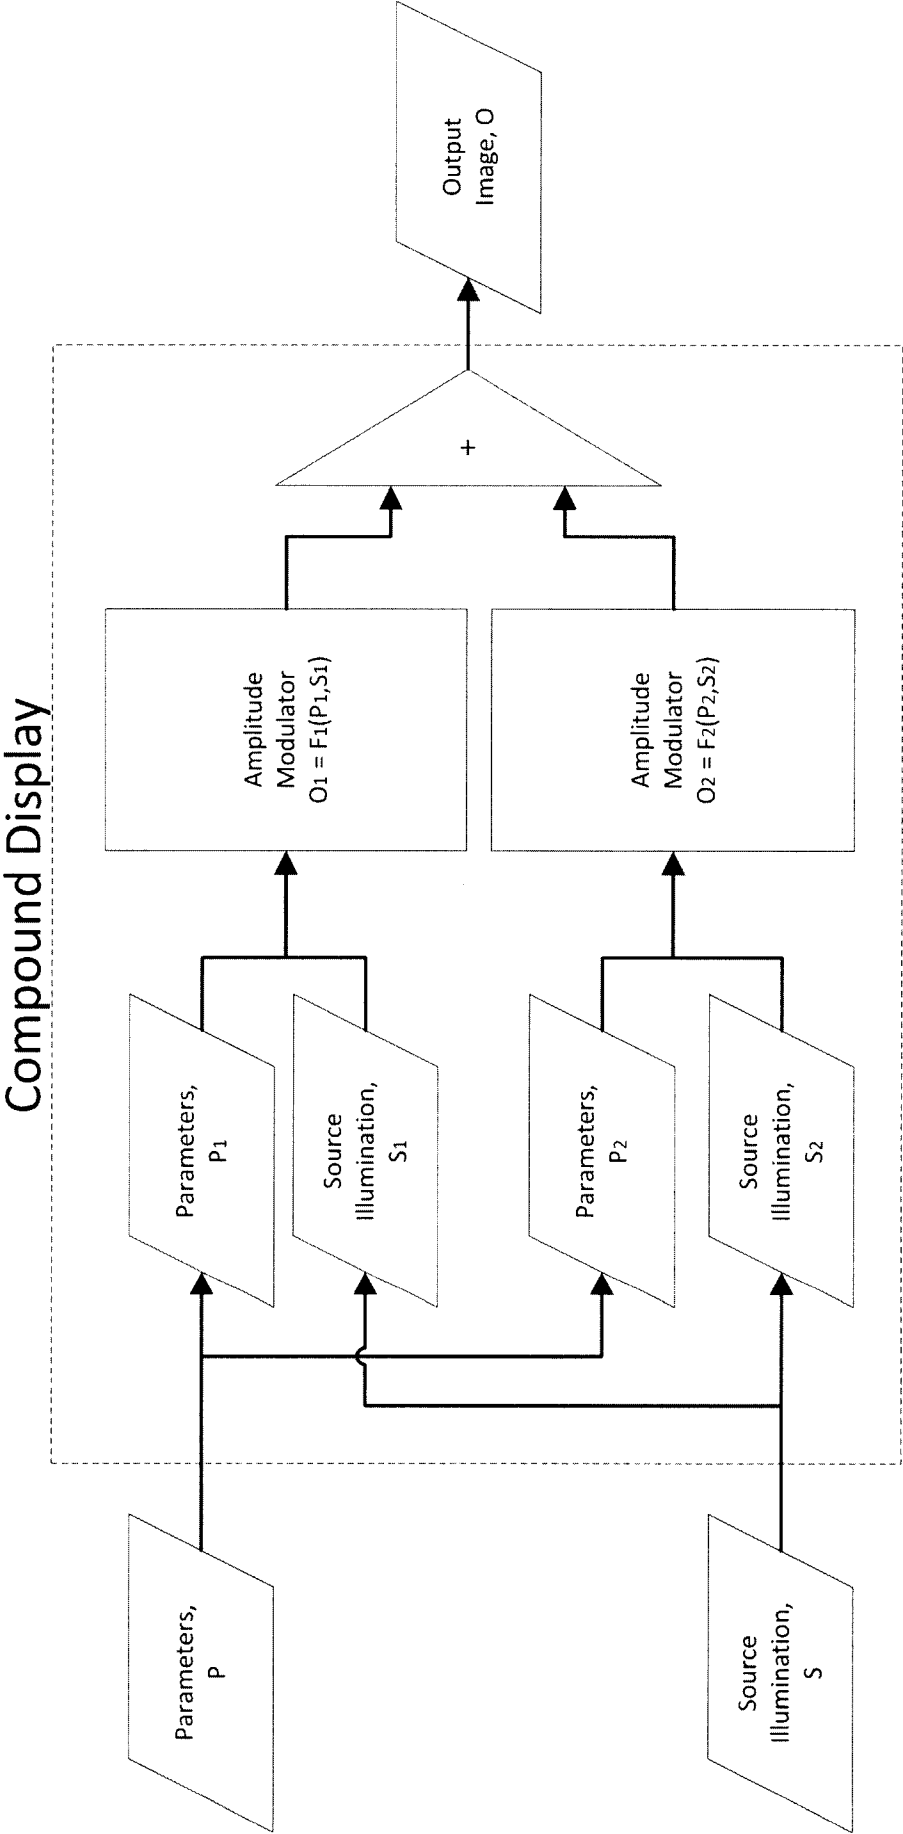 Compound Display
Parameters,
P
Source
Illumination,
S
Parameters,
P1
Source
Illumination,
S1
Parameters,
P2
Source
Illumination,
S2
Amplitude
Modulator
O1 = F1(P1,S1)
Amplitude
Modulator
O2 = F2(P2,S2)
+
Output
Image, O